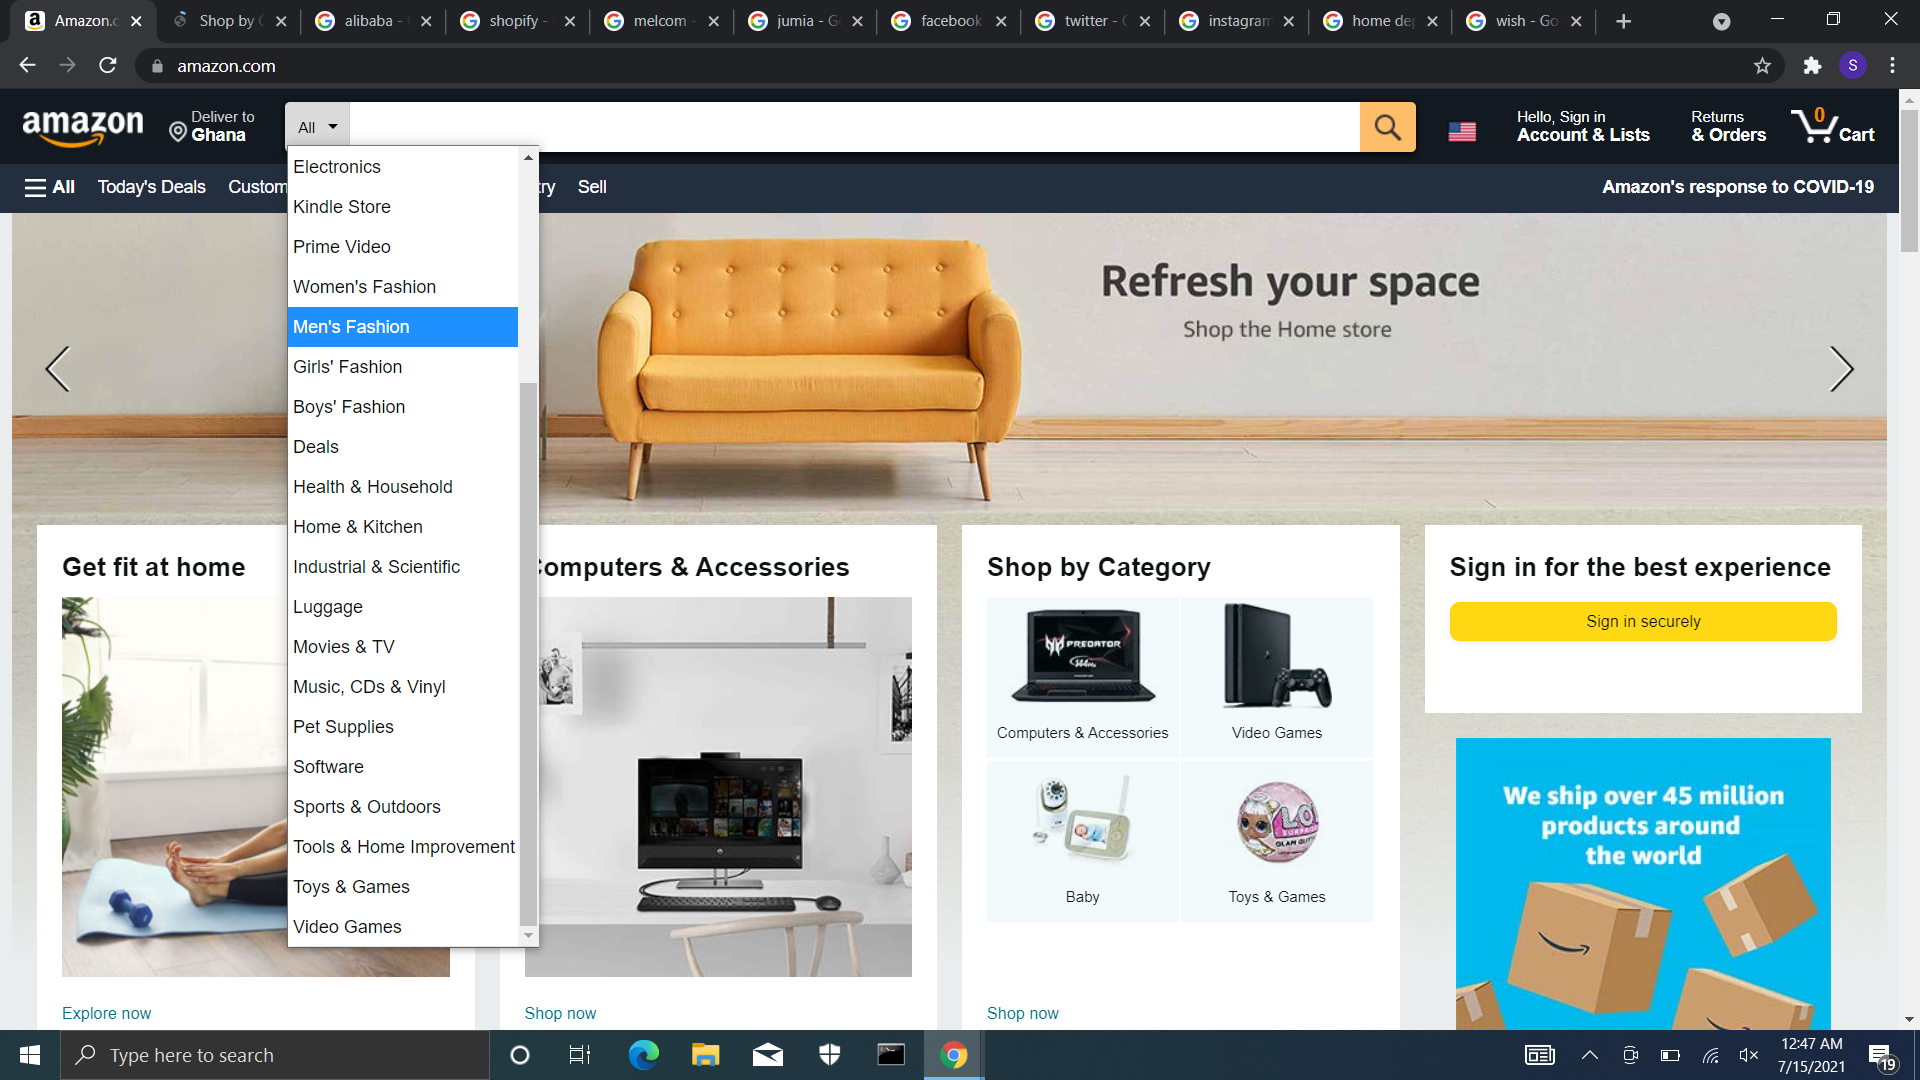 Amazon.c
Shop by C
alibaba -
shopify -
melcom -
jumia - G
facebook
twitter -
instagram
home de
wish - Go
amazon.com
S
amazon
Deliver to
Ghana
All
Hello, Sign in
Account & Lists
Returns
& Orders
0
Cart
All
Today's Deals
Custom
try
Sell
Amazon's response to COVID-19
Electronics
Kindle Store
Prime Video
Women's Fashion
Men's Fashion
Girls' Fashion
Boys' Fashion
Deals
Health & Household
Home & Kitchen
Industrial & Scientific
Luggage
Movies & TV
Music, CDs & Vinyl
Pet Supplies
Software
Sports & Outdoors
Tools & Home Improvement
Toys & Games
Video Games
Refresh your space
Shop the Home store
Get fit at home
Explore now
Computers & Accessories
Shop now
Shop by Category
PREDATOR
144Hz
Computers & Accessories
Video Games
L.O.
SURPRISE
GLAM GLIT
Baby
Toys & Games
Shop now
Sign in for the best experience
Sign in securely
We ship over 45 million
products around
the world
Type here to search
12:47 AM
7/15/2021
19